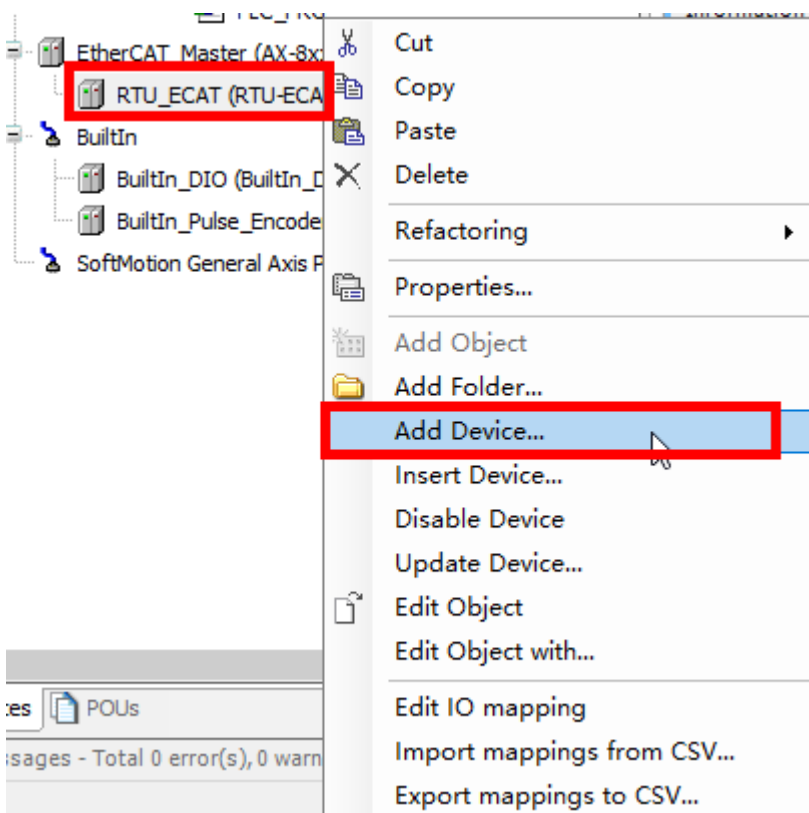 EtherCAT_Master (AX-8x
RTU_ECAT (RTU-ECA
BuiltIn
BuiltIn_DIO (BuiltIn_D
BuiltIn_Pulse_Encode
SoftMotion General Axis P
Cut
Copy
Paste
Delete
Refactoring
Properties...
Add Object
Add Folder...
Add Device...
Insert Device...
Disable Device
Update Device...
Edit Object
Edit Object with...
Edit IO mapping
Import mappings from CSV...
Export mappings to CSV...
POUs
ssages - Total 0 error(s), 0 warn